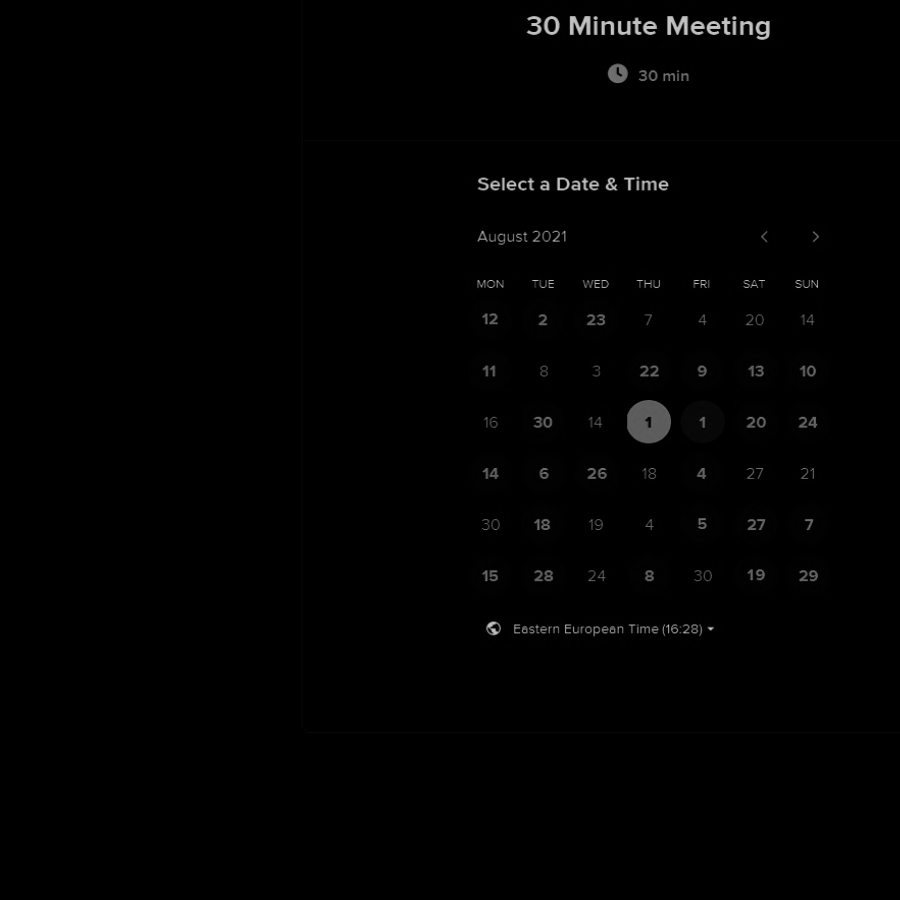 30 Minute Meeting
30 min
Select a Date & Time
August 2021
MON TUE WED THU FRI SAT SUN
12 2 23 7 4 20 14
11 8 3 22 9 13 10
16 30 14 1 1 20 24
14 6 26 18 4 27 21
30 18 19 4 5 27 7
15 28 24 8 30 19 29
Eastern European Time (16:28)